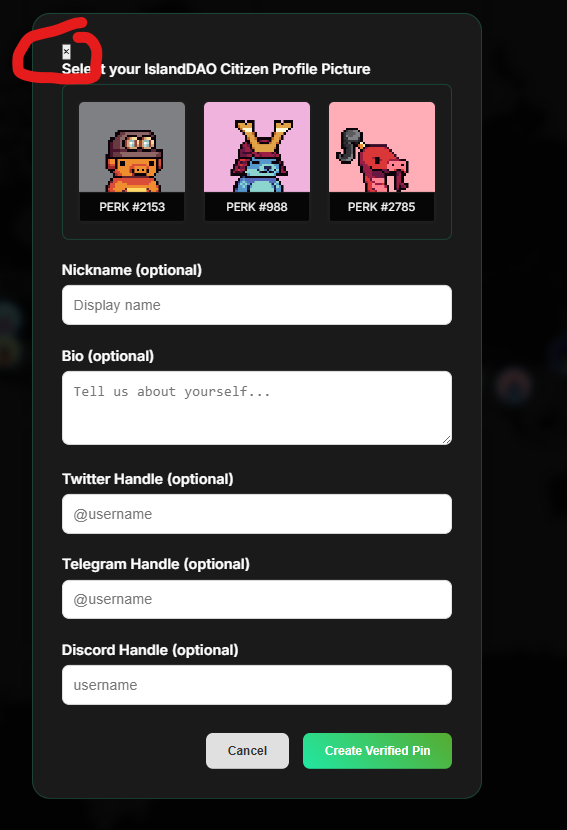 ×
Select your IslandDAO Citizen Profile Picture
PERK #2153 PERK #988 PERK #2785
Nickname (optional)
Display name
Bio (optional)
Tell us about yourself...
Twitter Handle (optional)
@username
Telegram Handle (optional)
@username
Discord Handle (optional)
username
Cancel Create Verified Pin